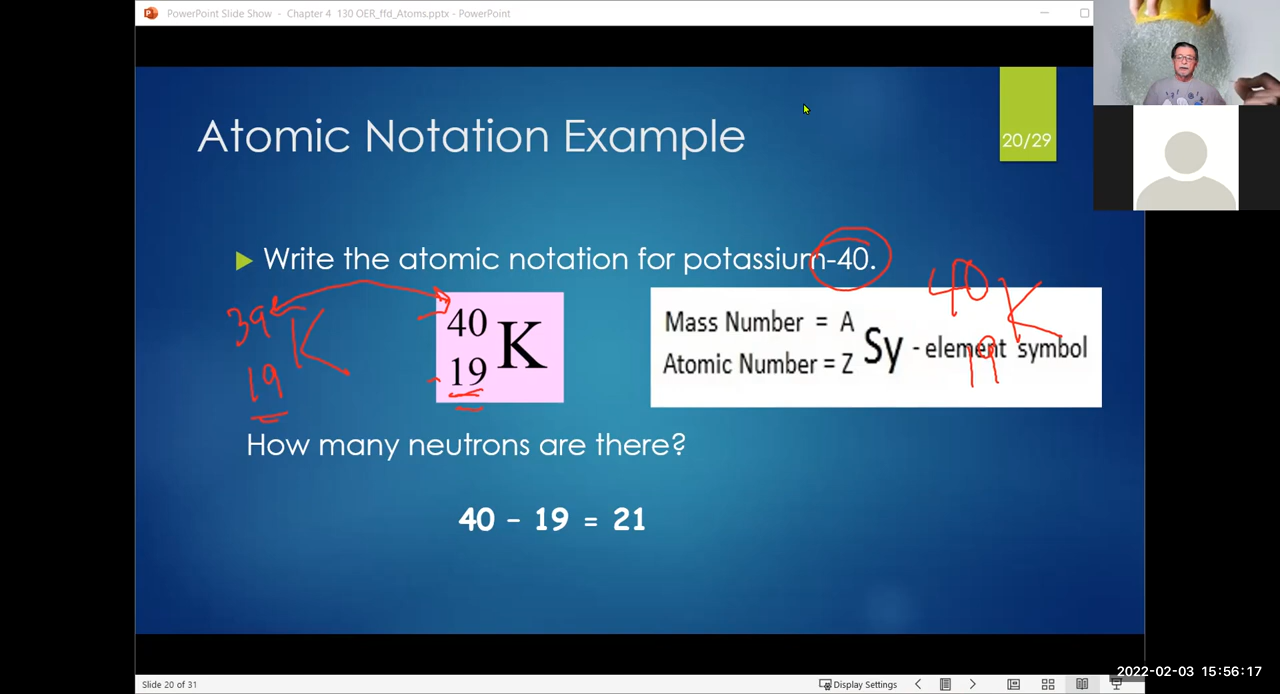 PowerPoint Slide Show - Chapter 4 130 OER_ffd_Atoms.pptx - PowerPoint
Atomic Notation Example
20/29
Write the atomic notation for potassium-40.
39
K
19
40
K
19
Mass Number = A
Atomic Number = Z
Sy - element symbol
40
K
19
How many neutrons are there?
40 - 19 = 21
2022-02-03 15:56:17
Slide 20 of 31
Display Settings